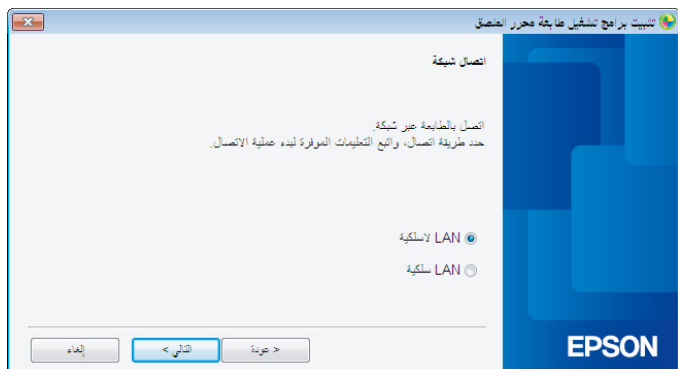 تثبيت برامج تشغيل طابعة محرر الملصق
اتصال شبكة
اتصل بالطابعة عبر شبكة.
حدد طريقة اتصال، واتبع التعليمات الموفرة لبدء عملية الاتصال.
LAN لاسلكية
LAN سلكية
< عودة
التالي >
إلغاء
EPSON